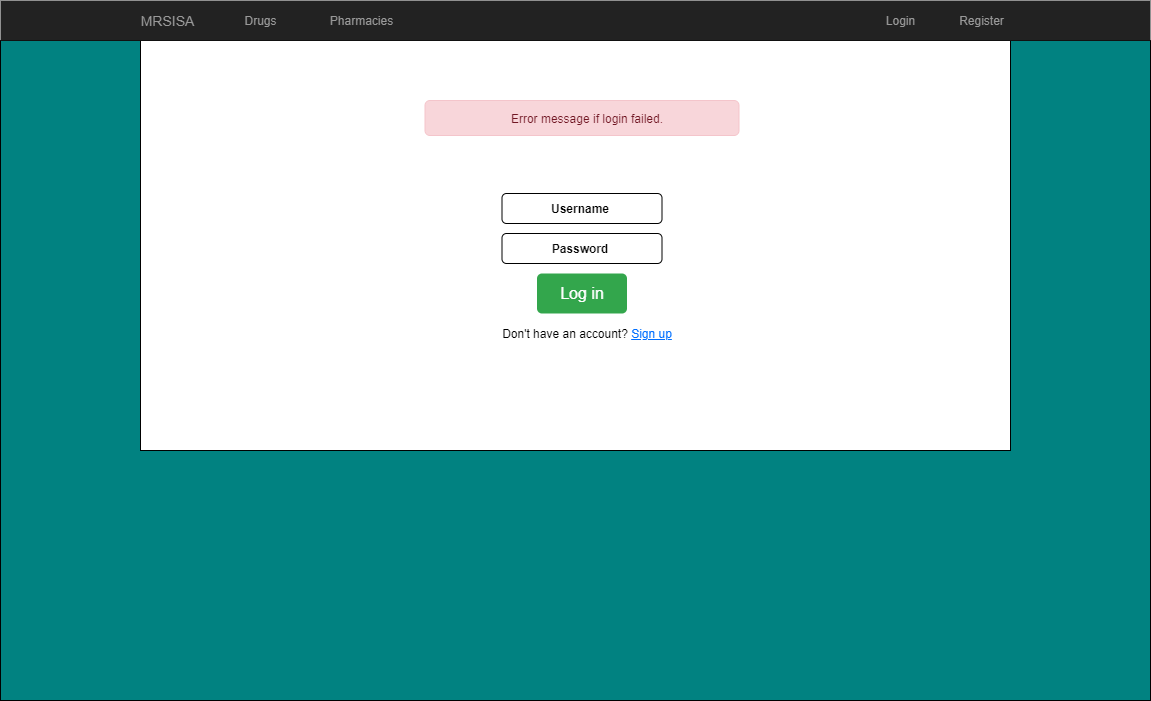 MRSISA Drugs Pharmacies Login Register
Error message if login failed.
Username
Password
Log in
Don't have an account? Sign up